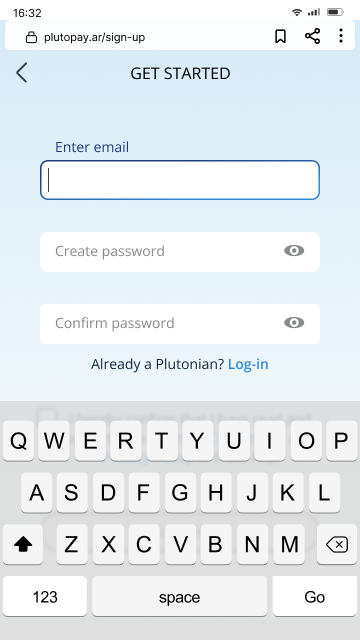 16:32
plutopay.ar/sign-up
GET STARTED
Enter email
Create password
Confirm password
Already a Plutonian? Log-in
Q W E R T Y U I O P
A S D F G H J K L
Z X C V B N M
123 space Go